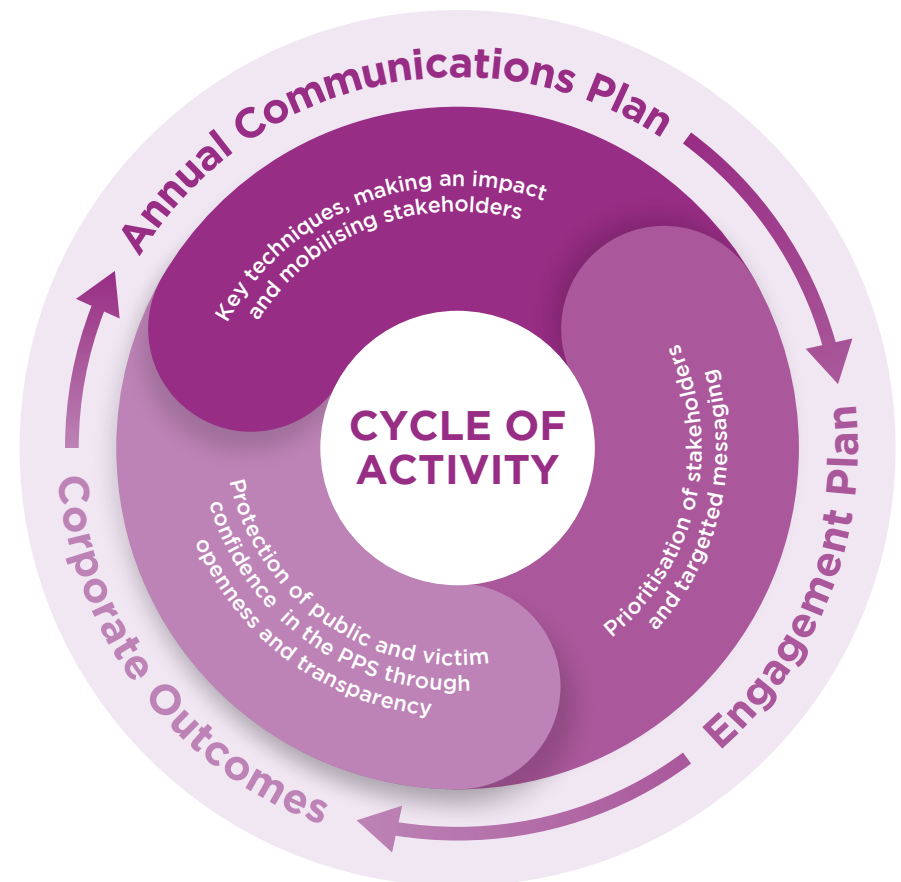 Annual Communications Plan
Key techniques, making an impact
and mobilising stakeholders
Engagement Plan
Prioritisation of stakeholders
and targetted messaging
Corporate Outcomes
Protection of public and victim
confidence in the PPS through
openness and transparency
CYCLE OF
ACTIVITY